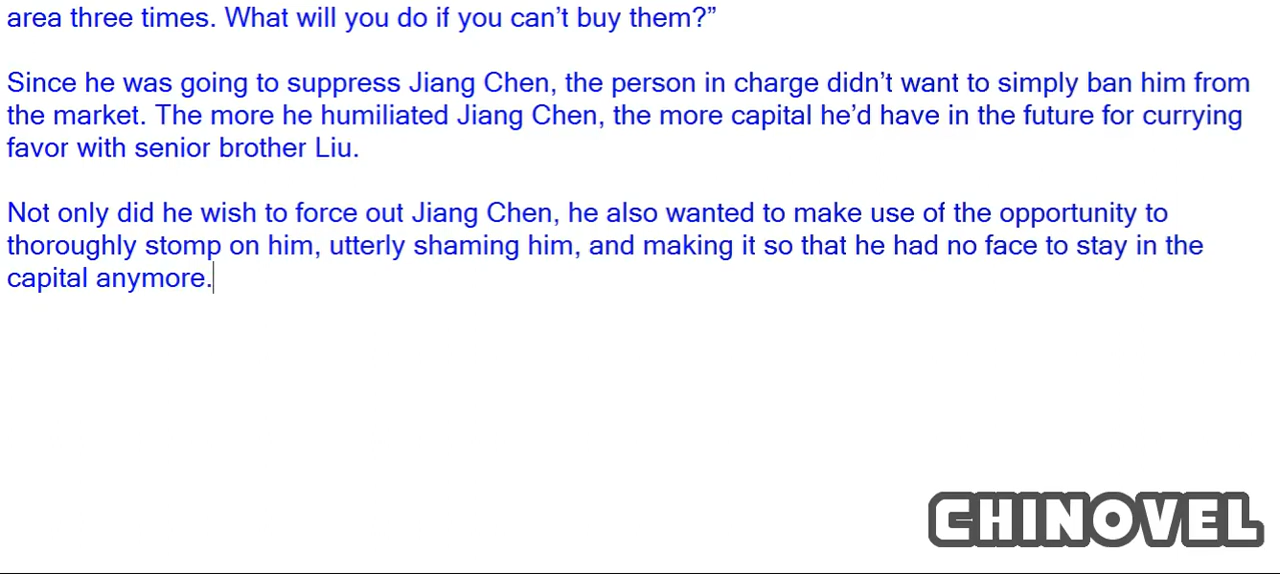 area three times. What will you do if you can’t buy them?”
Since he was going to suppress Jiang Chen, the person in charge didn’t want to simply ban him from
the market. The more he humiliated Jiang Chen, the more capital he’d have in the future for currying
favor with senior brother Liu.
Not only did he wish to force out Jiang Chen, he also wanted to make use of the opportunity to
thoroughly stomp on him, utterly shaming him, and making it so that he had no face to stay in the
capital anymore.
CHINOVEL